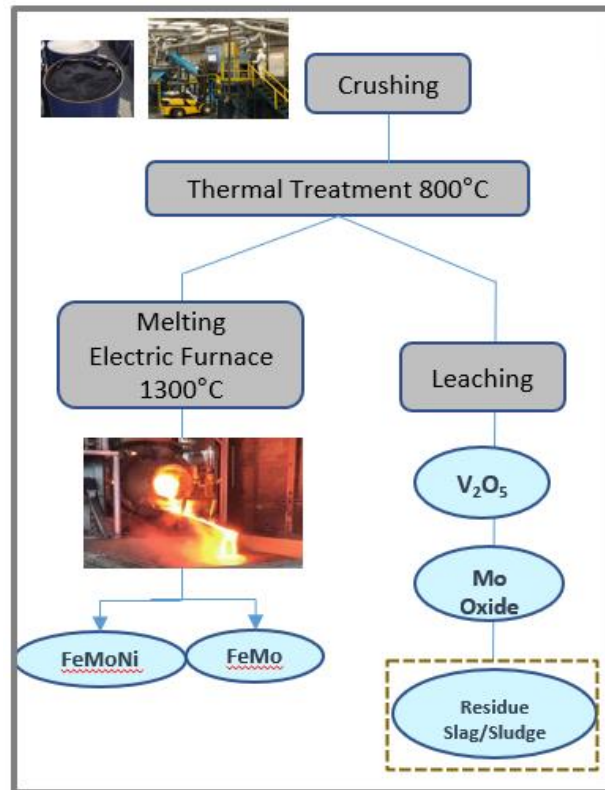 Crushing
Thermal Treatment 800°C
Melting
Electric Furnace
1300°C
Leaching
V₂O₅
Mo
Oxide
FeMoNi
FeMo
Residue
Slag/Sludge